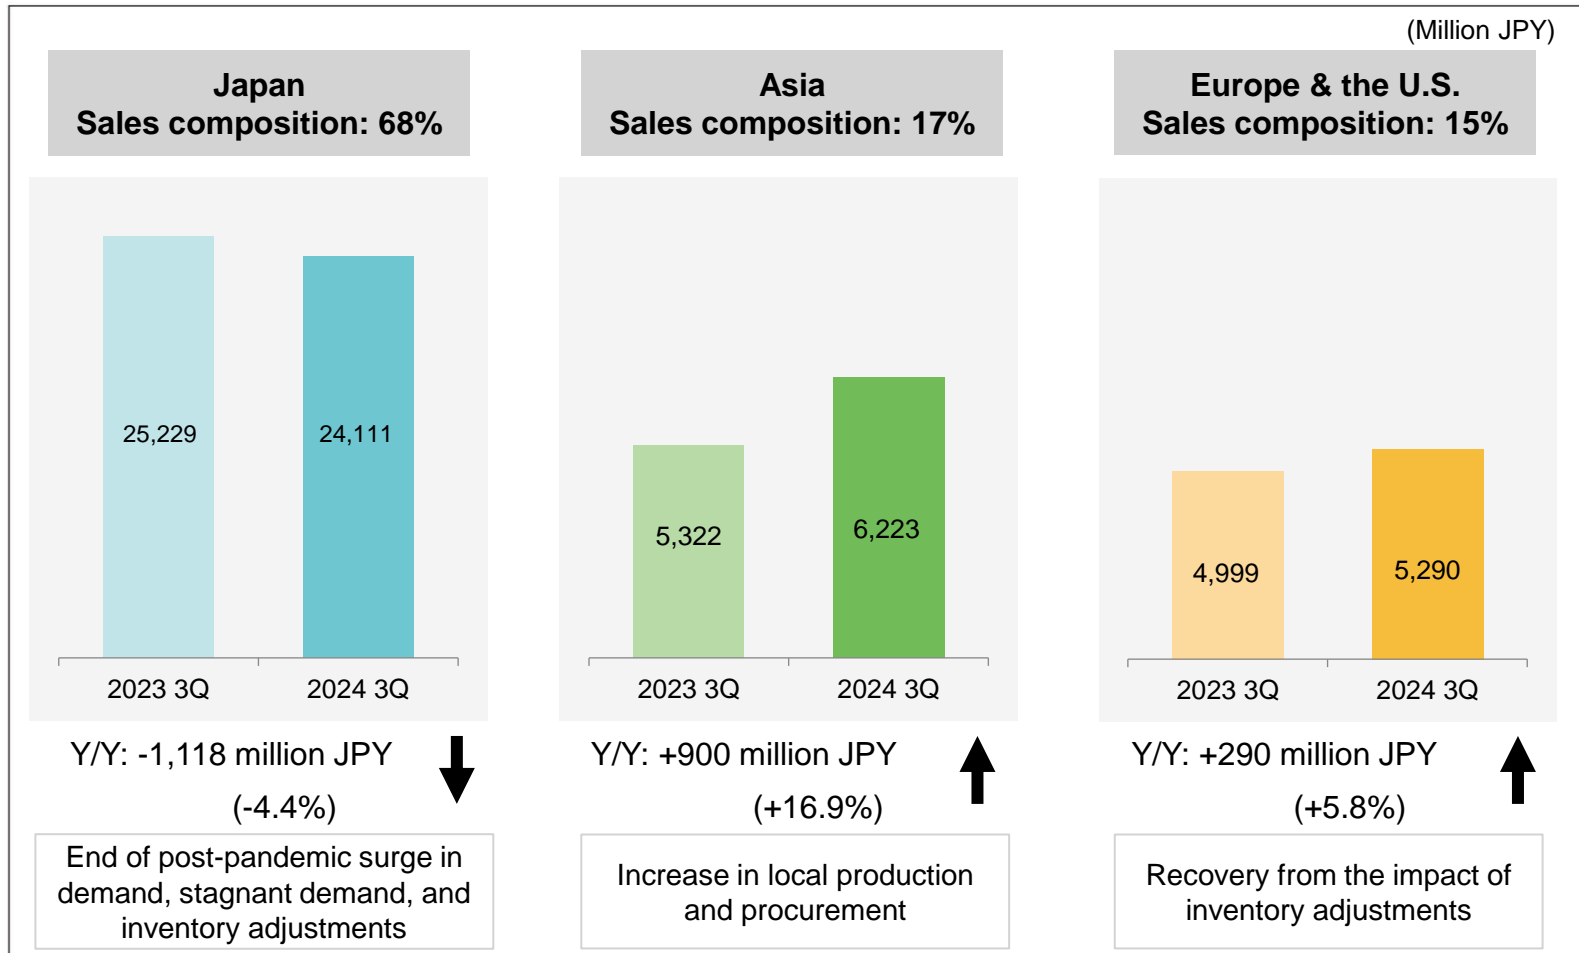 (Million JPY)
Japan
Sales composition: 68%
25,229
24,111
2023 3Q
2024 3Q
Y/Y: -1,118 million JPY
(-4.4%)
End of post-pandemic surge in
demand, stagnant demand, and
inventory adjustments
Asia
Sales composition: 17%
5,322
6,223
2023 3Q
2024 3Q
Y/Y: +900 million JPY
(+16.9%)
Increase in local production
and procurement
Europe & the U.S.
Sales composition: 15%
4,999
5,290
2023 3Q
2024 3Q
Y/Y: +290 million JPY
(+5.8%)
Recovery from the impact of
inventory adjustments